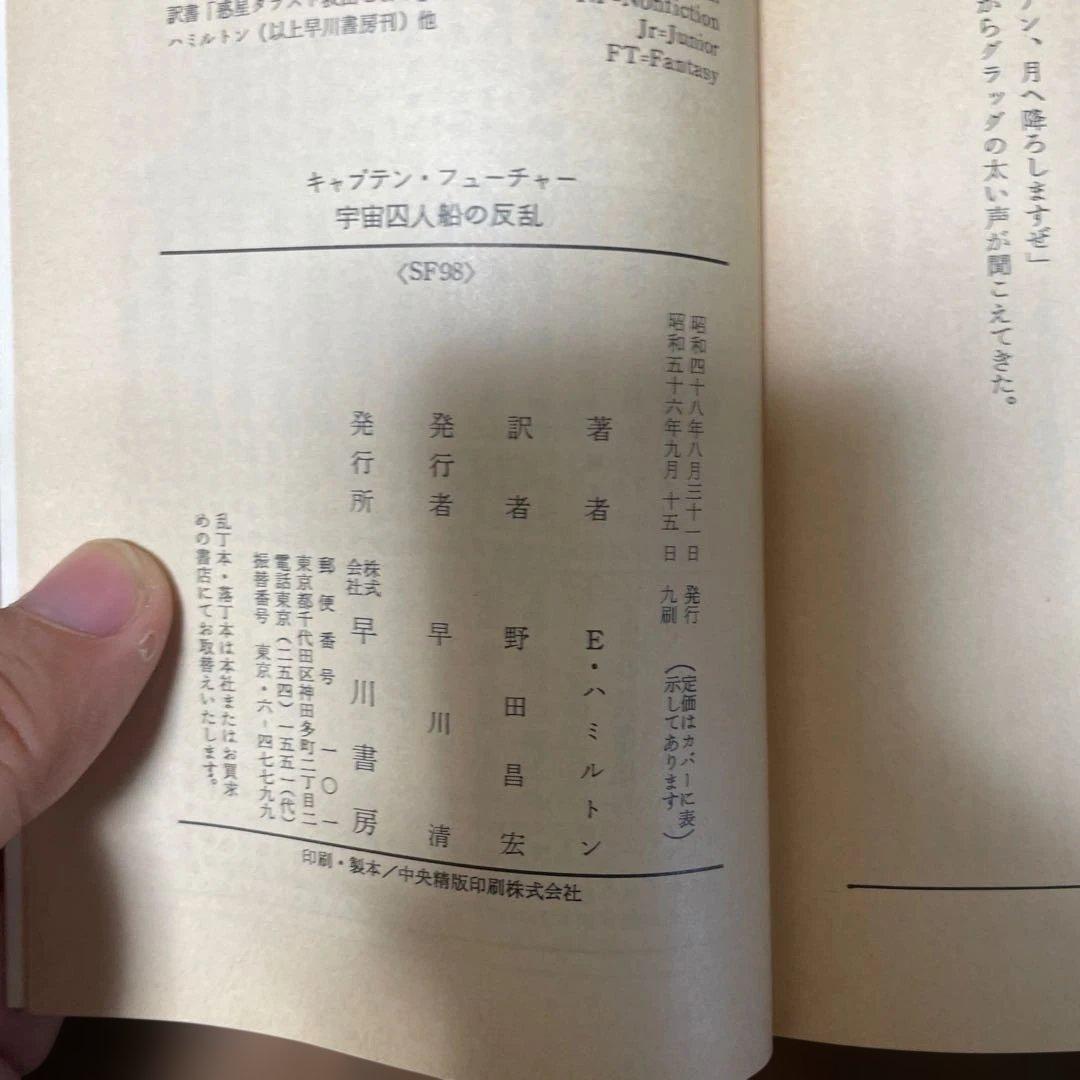 ハミルトン(以上早川書房刊)他
Jr=Junior
FT=Fantasy
キャプテン・フューチャー
宇宙囚人船の反乱
〈SF98〉
昭和四十八年八月三十一日 発行
昭和五十六年九月 十五 日 九刷
(定価はカバーに表
示してあります)
著者 E・ハミルトン
訳者 野田昌宏
発行者 早川 清
発行所 株式会社 早川書房
郵便番号 一〇一
東京都千代田区神田多町二丁目二
電話東京(二五四)一五五一(代)
振替番号 東京・六-四七七九九
乱丁本・落丁本は本社またはお買求
めの書店にてお取替えいたします。
印刷・製本/中央精版印刷株式会社
月へ降ろしますぜ」
からグラッグの太い声が聞こえてきた。